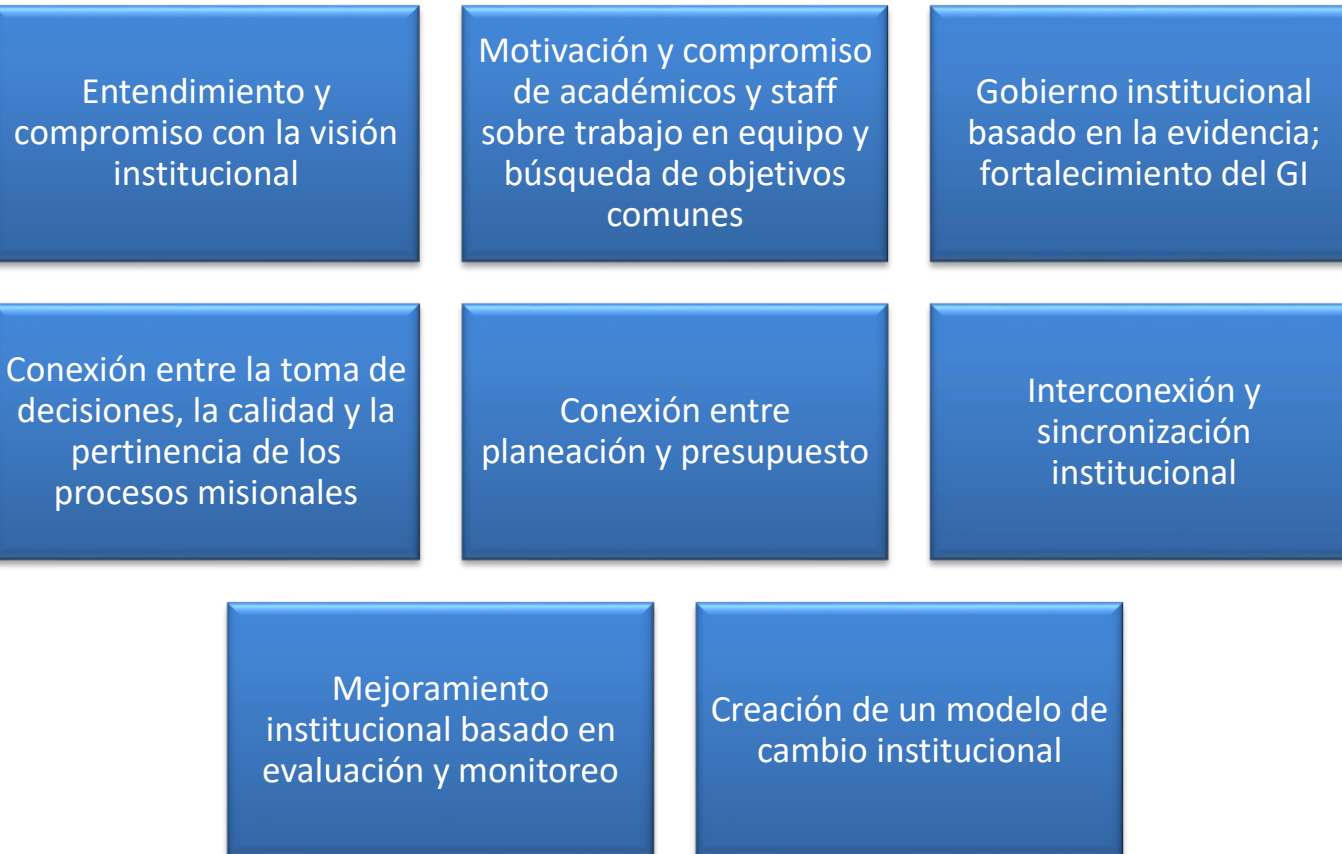 Entendimiento y
compromiso con la visión
institucional
Motivación y compromiso
de académicos y staff
sobre trabajo en equipo y
búsqueda de objetivos
comunes
Gobierno institucional
basado en la evidencia;
fortalecimiento del GI
Conexión entre la toma de
decisiones, la calidad y la
pertinencia de los
procesos misionales
Conexión entre
planeación y presupuesto
Interconexión y
sincronización
institucional
Mejoramiento
institucional basado en
evaluación y monitoreo
Creación de un modelo de
cambio institucional